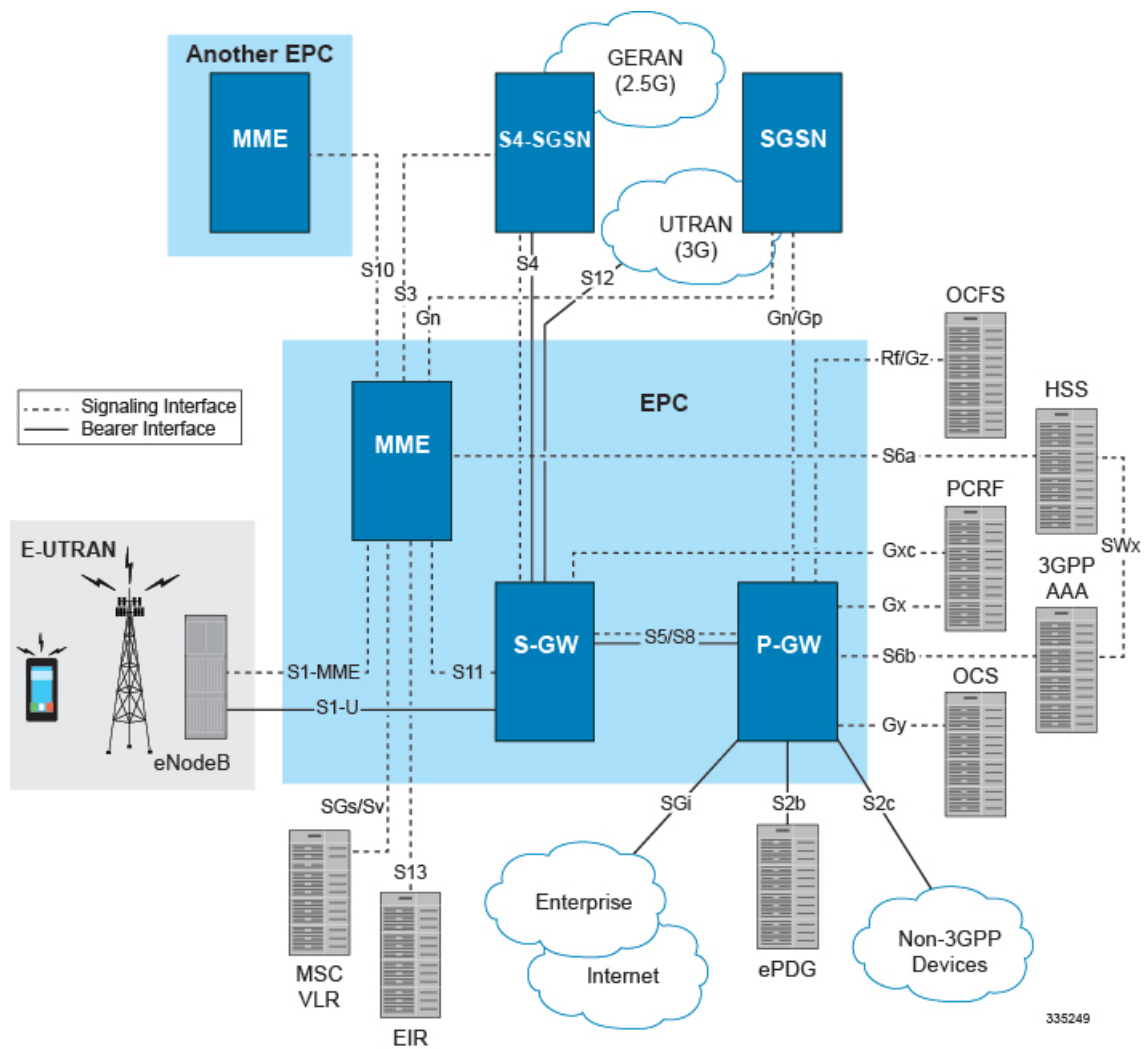 Another EPC
MME
GERAN
(2.5G)
S4-SGSN
SGSN
UTRAN
(3G)
S10
S3
S4
S12
Gn
Gn/Gp
OCFS
Rf/Gz
HSS
Signaling Interface
Bearer Interface
EPC
MME
S6a
PCRF
SWx
E-UTRAN
Gxc
3GPP
AAA
Gx
S-GW
S5/S8
P-GW
S6b
S1-MME
S11
OCS
S1-U
Gy
eNodeB
SGs/Sv
SGi
S2b
S2c
S13
Enterprise
Internet
Non-3GPP
Devices
MSC
VLR
ePDG
EIR
335249